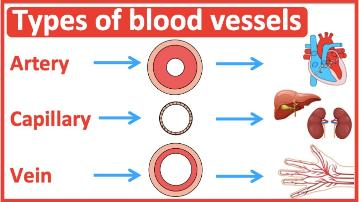 Types of blood vessels
Artery
Capillary
Vein